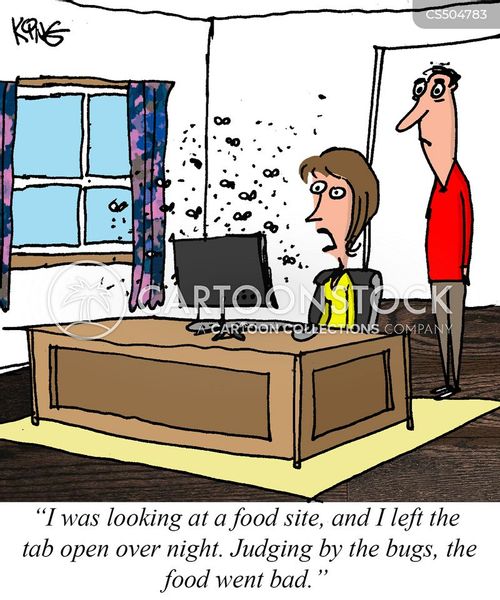 CS504783
KING
CARTOONSTOCK
CARTOON COLLECTIONS COMPANY
“I was looking at a food site, and I left the
tab open over night. Judging by the bugs, the
food went bad.”